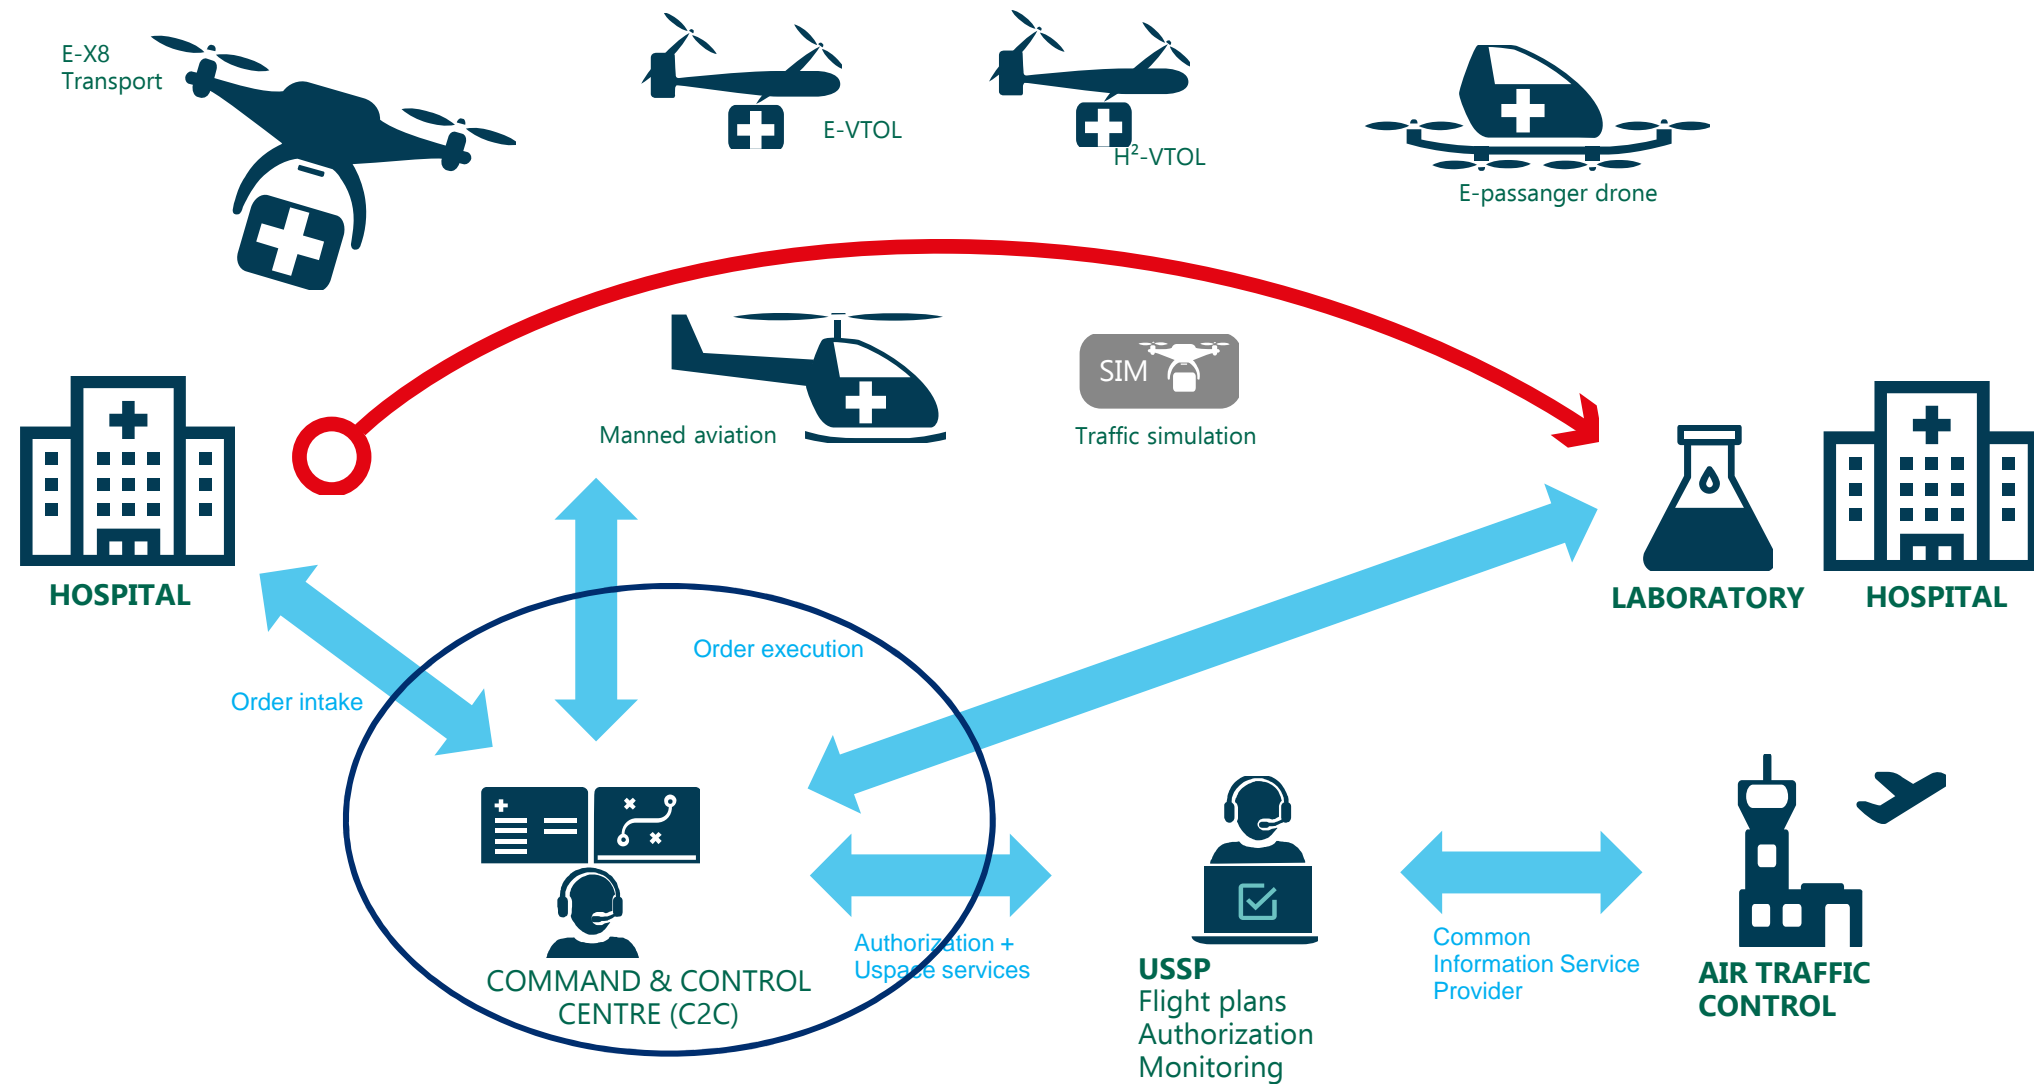 E-X8
Transport
E-VTOL
H²-VTOL
E-passanger drone
Manned aviation
SIM
Traffic simulation
HOSPITAL
LABORATORY
HOSPITAL
Order execution
Order intake
COMMAND & CONTROL
CENTRE (C2C)
Authorization +
Uspace services
USSP
Flight plans
Authorization
Monitoring
Common
Information Service
Provider
AIR TRAFFIC
CONTROL